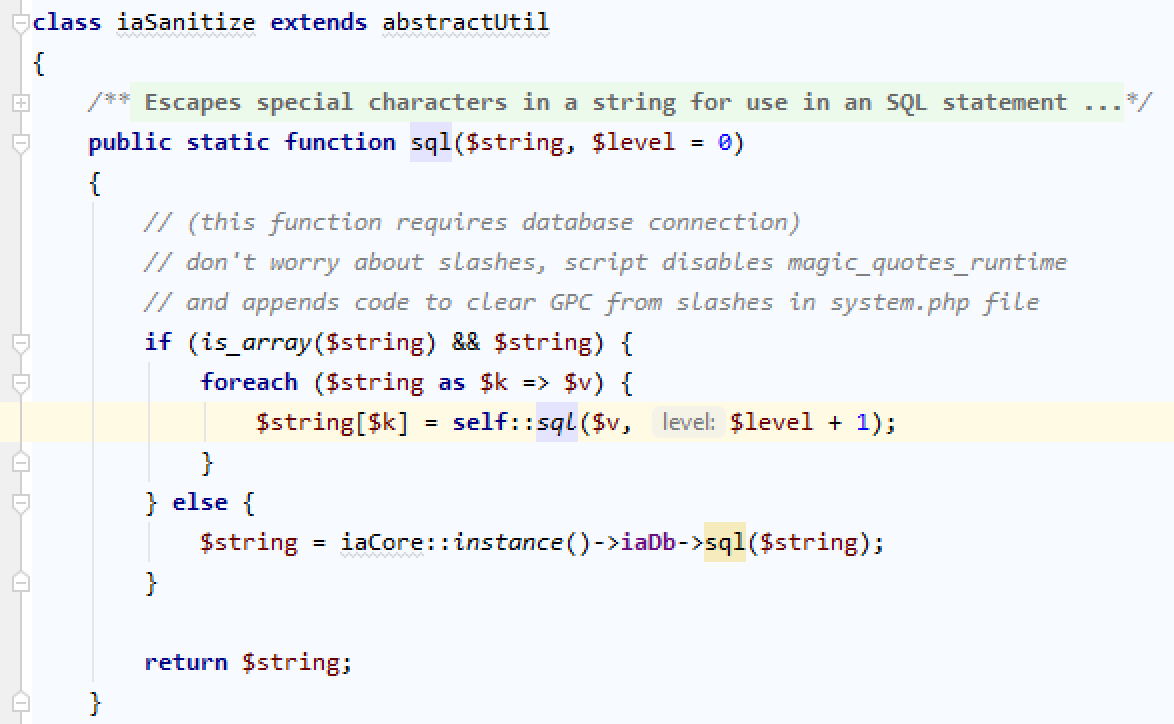 class iaSanitize extends abstractUtil
{
    /** Escapes special characters in a string for use in an SQL statement ...*/
    public static function sql($string, $level = 0)
    {
        // (this function requires database connection)
        // don't worry about slashes, script disables magic_quotes_runtime
        // and appends code to clear GPC from slashes in system.php file
        if (is_array($string) && $string) {
            foreach ($string as $k => $v) {
                $string[$k] = self::sql($v, level: $level + 1);
            }
        } else {
            $string = iaCore::instance()->iaDb->sql($string);
        }

        return $string;
    }